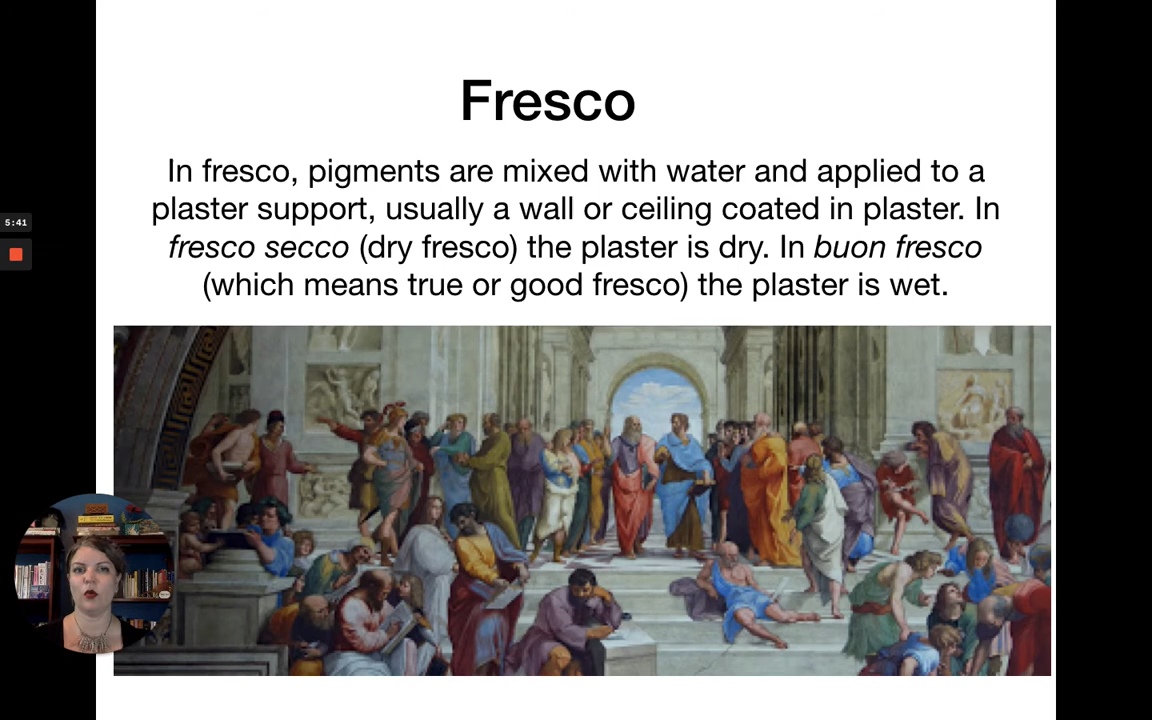 Fresco
In fresco, pigments are mixed with water and applied to a
plaster support, usually a wall or ceiling coated in plaster. In
fresco secco (dry fresco) the plaster is dry. In buon fresco
(which means true or good fresco) the plaster is wet.
5:41